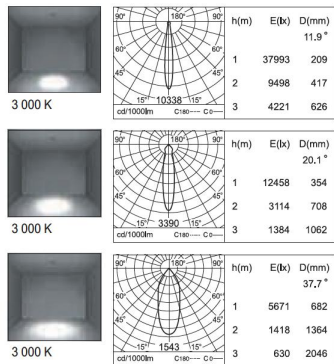 90° 180° 90°
60° 60°
45° 45°
15° 15°
10338
cd/1000lm C180 --- C 0—
3 000 K
h(m) E(lx) D(mm)
11.9°
1 37993 209
2 9498 417
3 4221 626
90° 180° 90°
60° 60°
45° 45°
15° 15°
3390
cd/1000lm C180 --- C 0—
3 000 K
h(m) E(lx) D(mm)
20.1°
1 12458 354
2 3114 708
3 1384 1062
90° 180° 90°
60° 60°
45° 45°
15° 15°
1543
cd/1000lm C180 --- C 0—
3 000 K
h(m) E(lx) D(mm)
37.7°
1 5671 682
2 1418 1364
3 630 2046